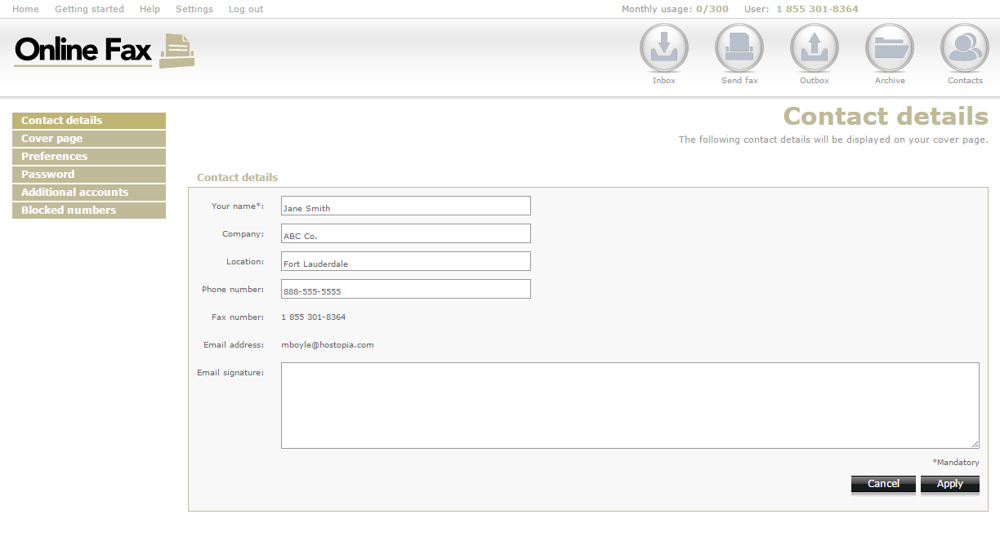 Home Getting started Help Settings Log out Monthly usage: 0/300 User: 1 855 301-8364
Online Fax
Inbox Send fax Outbox Archive Contacts
Contact details
Cover page
Preferences
Password
Additional accounts
Blocked numbers
Contact details
The following contact details will be displayed on your cover page.
Contact details
Your name*: Jane Smith
Company: ABC Co.
Location: Fort Lauderdale
Phone number: 888-555-5555
Fax number: 1 855 301-8364
Email address: mboyle@hostopia.com
Email signature:
*Mandatory
Cancel Apply